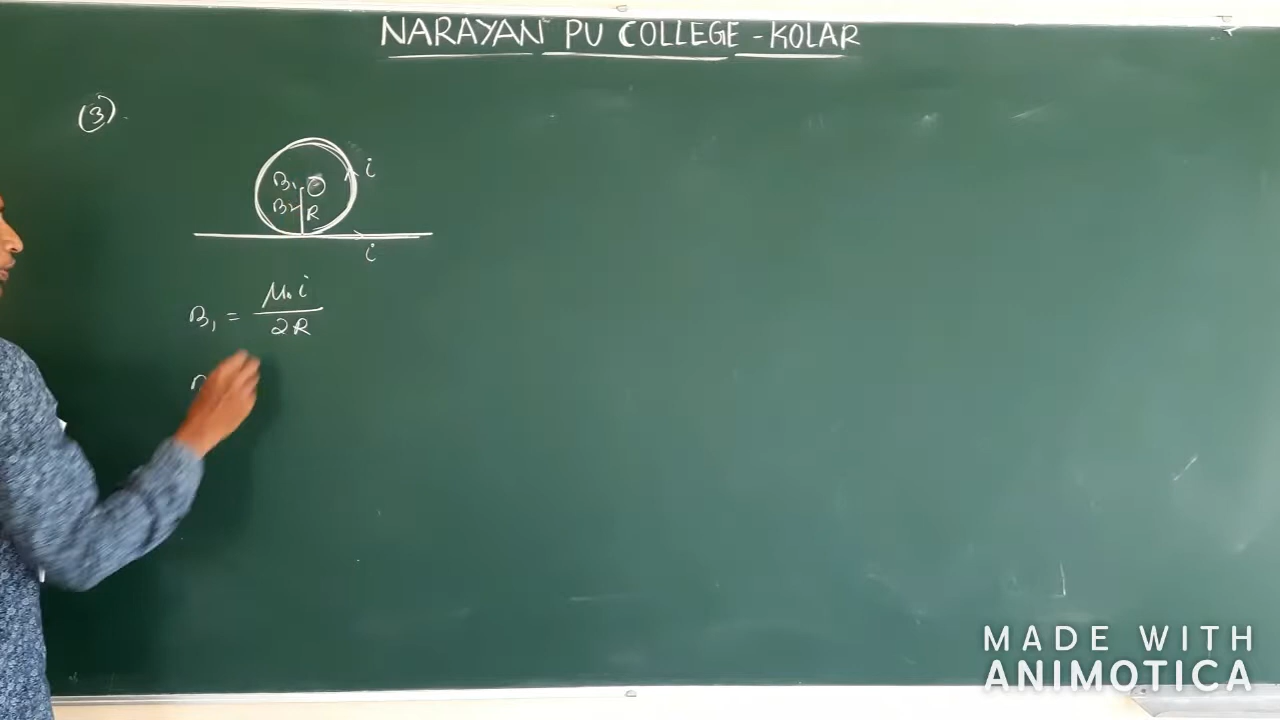 NARAYAN PU COLLEGE - KOLAR
(3).
i
B₁ O
B₂ R
i
B₁ = μ₀i / 2R
MADE WITH
ANIMOTICA